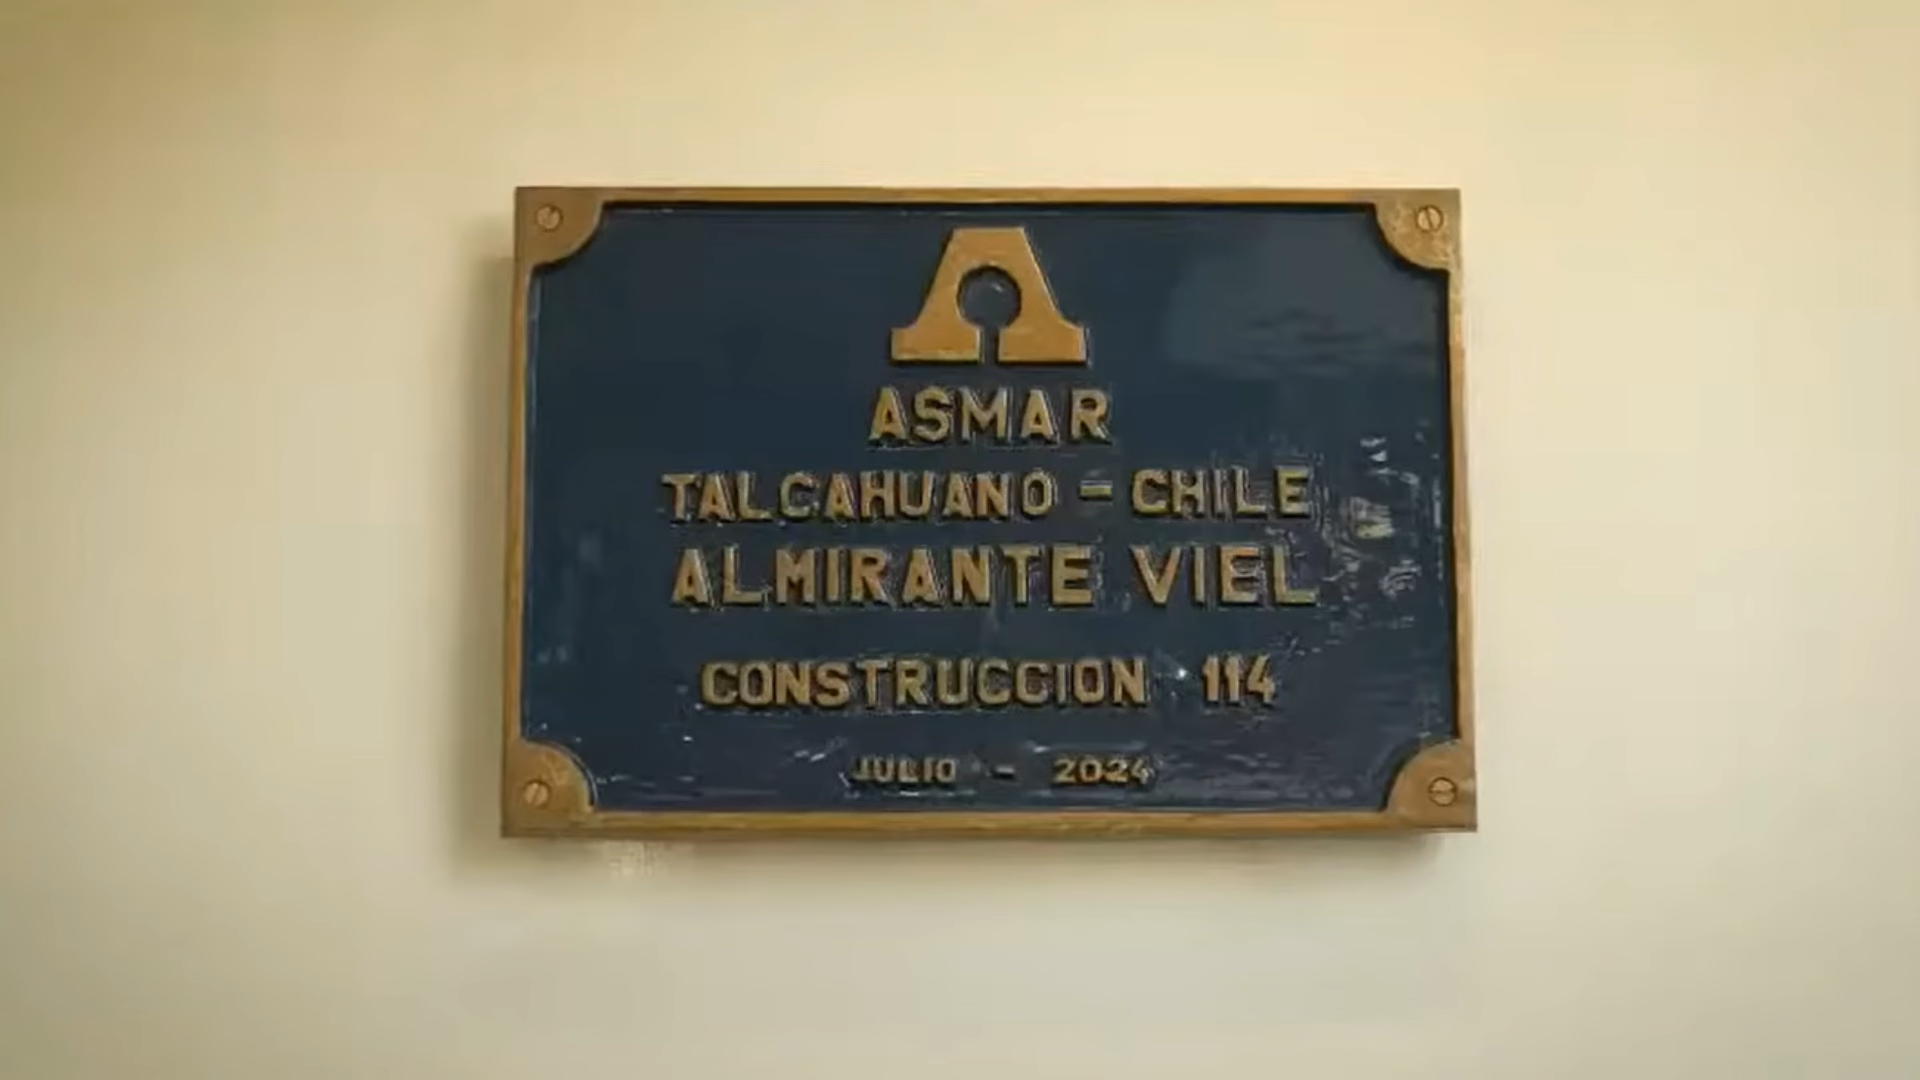 ASMAR
TALCAHUANO - CHILE
ALMIRANTE VIEL
CONSTRUCCION 114
JULIO - 2024